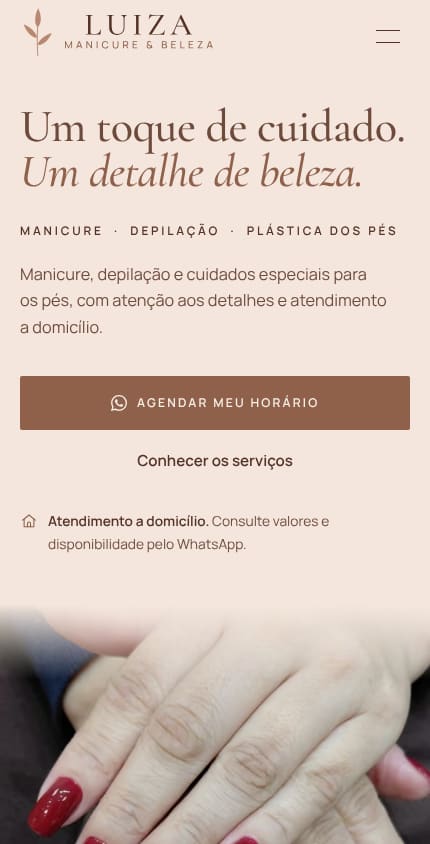 LUIZA
MANICURE & BELEZA
Um toque de cuidado.
Um detalhe de beleza.
MANICURE · DEPILAÇÃO · PLÁSTICA DOS PÉS
Manicure, depilação e cuidados especiais para
os pés, com atenção aos detalhes e atendimento
a domicílio.
AGENDAR MEU HORÁRIO
Conhecer os serviços
Atendimento a domicílio. Consulte valores e
disponibilidade pelo WhatsApp.